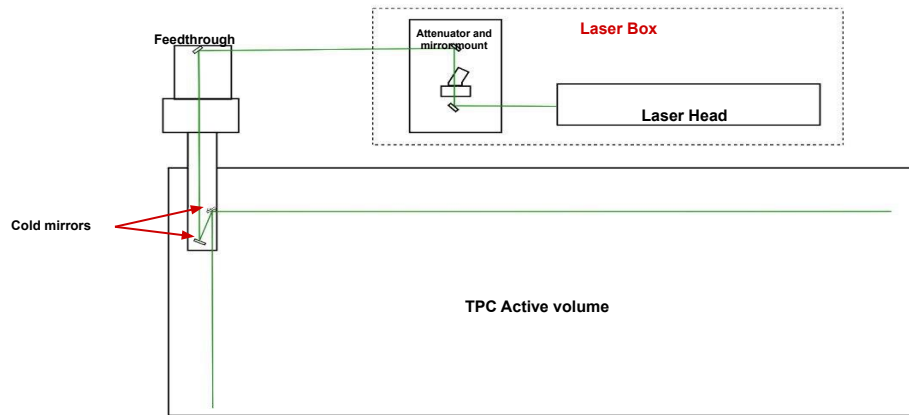 Laser Box
Attenuator and
mirror mount
Feedthrough
Laser Head
Cold mirrors
TPC Active volume